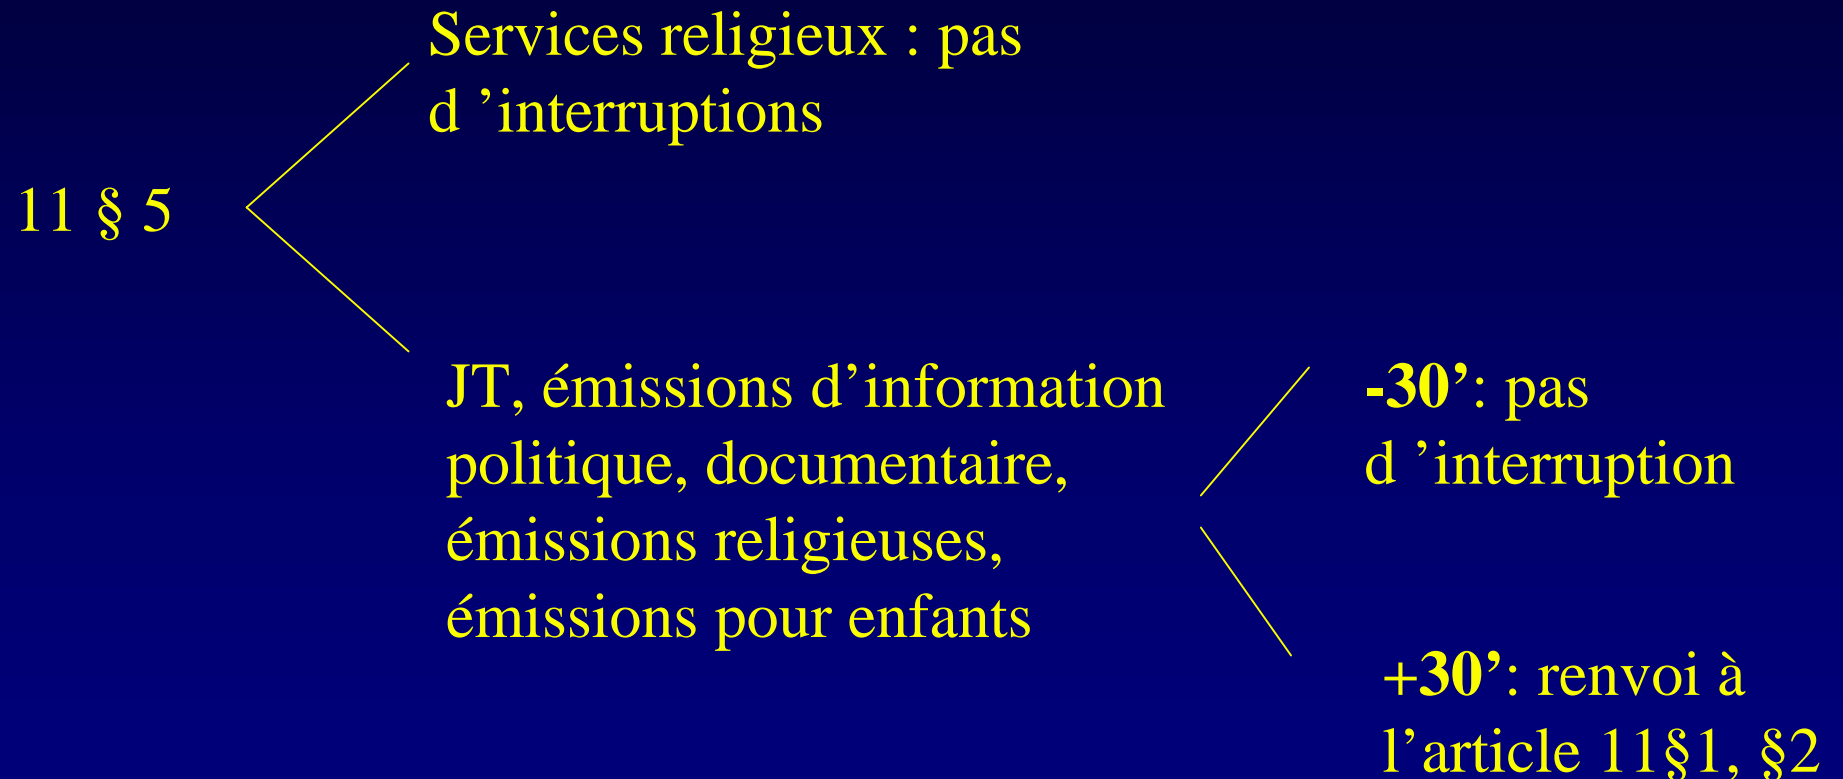 Services religieux : pas
d ’interruptions
11 § 5
JT, émissions d’information
politique, documentaire,
émissions religieuses,
émissions pour enfants
-30’: pas
d ’interruption
+30’: renvoi à
l’article 11§1, §2